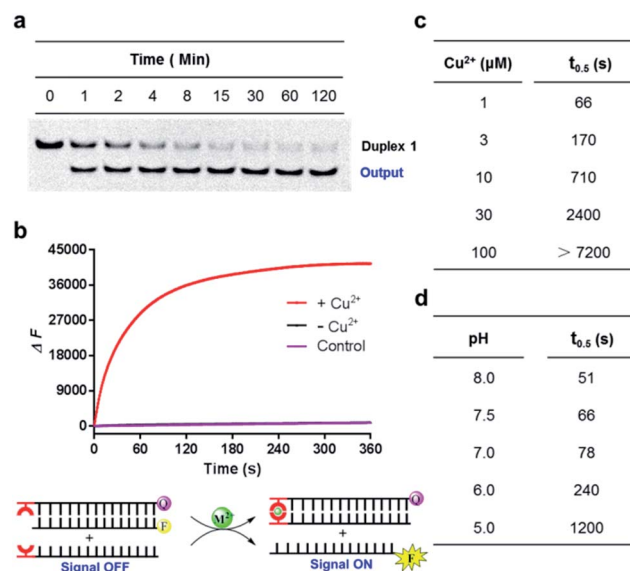 a
Time ( Min)
0 1 2 4 8 15 30 60 120
Duplex 1
Output
b
45000
36000
27000
18000
9000
0
Δ F
+ Cu²⁺
- Cu²⁺
Control
0 60 120 180 240 300 360
Time (s)
Q
F
+
Signal OFF
M²⁺
Q
+
F
Signal ON
c
Cu²⁺ (μM) t₀.₅ (s)
1 66
3 170
10 710
30 2400
100 > 7200
d
pH t₀.₅ (s)
8.0 51
7.5 66
7.0 78
6.0 240
5.0 1200